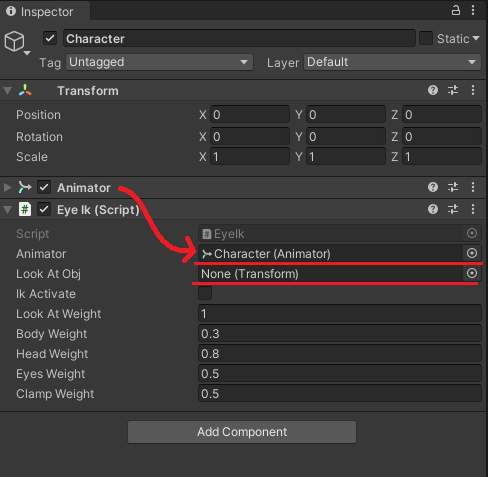 Inspector
Character
Static
Tag Untagged Layer Default
Transform
Position X 0 Y 0 Z 0
Rotation X 0 Y 0 Z 0
Scale X 1 Y 1 Z 1
Animator
Eye Ik (Script)
Script EyeIk
Animator Character (Animator)
Look At Obj None (Transform)
Ik Activate
Look At Weight 1
Body Weight 0.3
Head Weight 0.8
Eyes Weight 0.5
Clamp Weight 0.5
Add Component